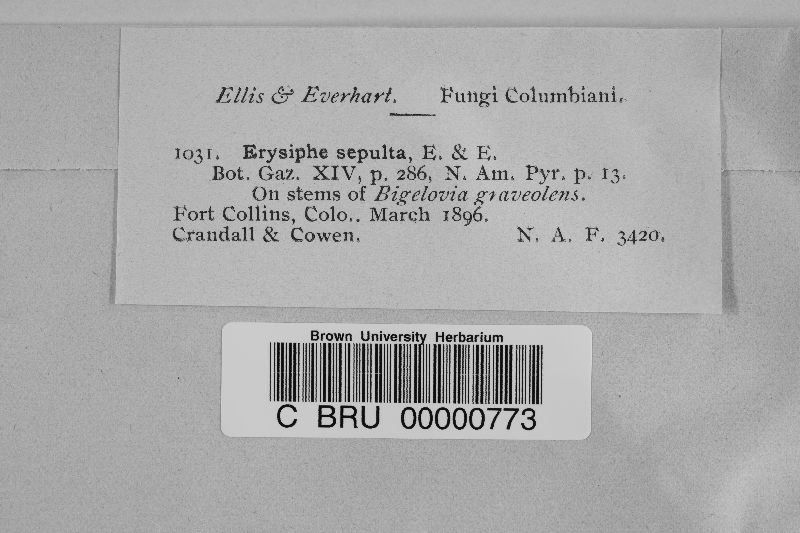 Ellis & Everhart. Fungi Columbiani.
1031. Erysiphe sepulta, E. & E.
Bot. Gaz. XIV, p. 286, N. Am. Pyr. p. 13.
On stems of Bigelovia graveolens.
Fort Collins, Colo.. March 1896.
Crandall & Cowen. N. A. F. 3420.
Brown University Herbarium
C BRU 00000773